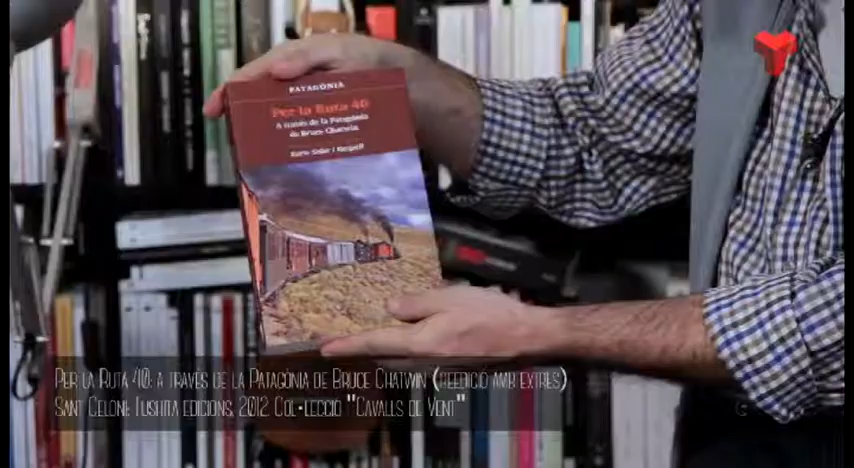 PATAGÒNIA
Per la Ruta 40
A través de la Patagònia
de Bruce Chatwin
Per la Ruta 40: a través de la Patagònia de Bruce Chatwin (reedició amb extres)
Sant Celoni: Tushita edicions, 2012 Col·lecció "Cavalls de Vent"